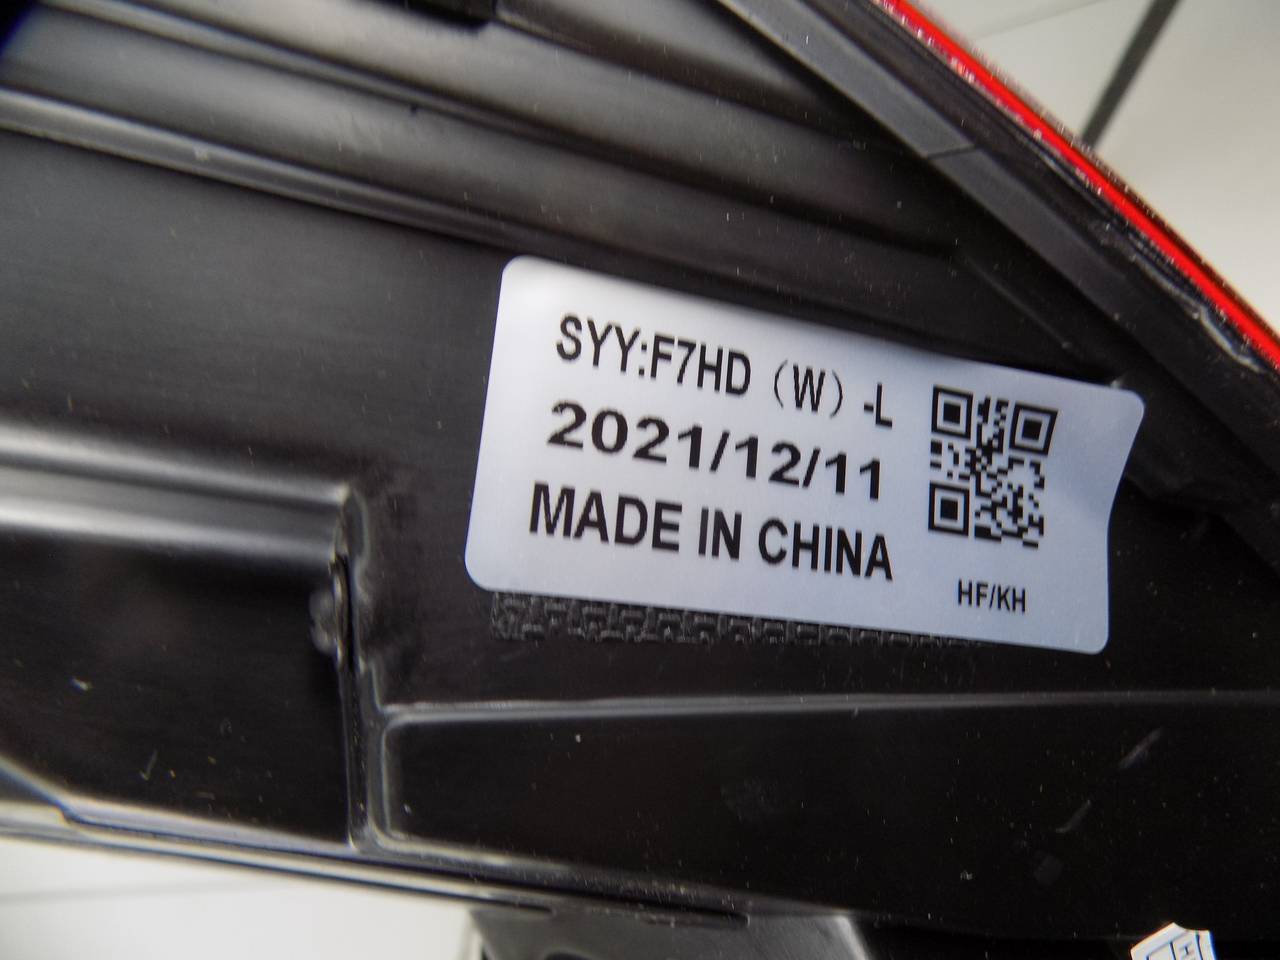 SYY:F7HD（W）-L
2021/12/11
MADE IN CHINA
HF/KH